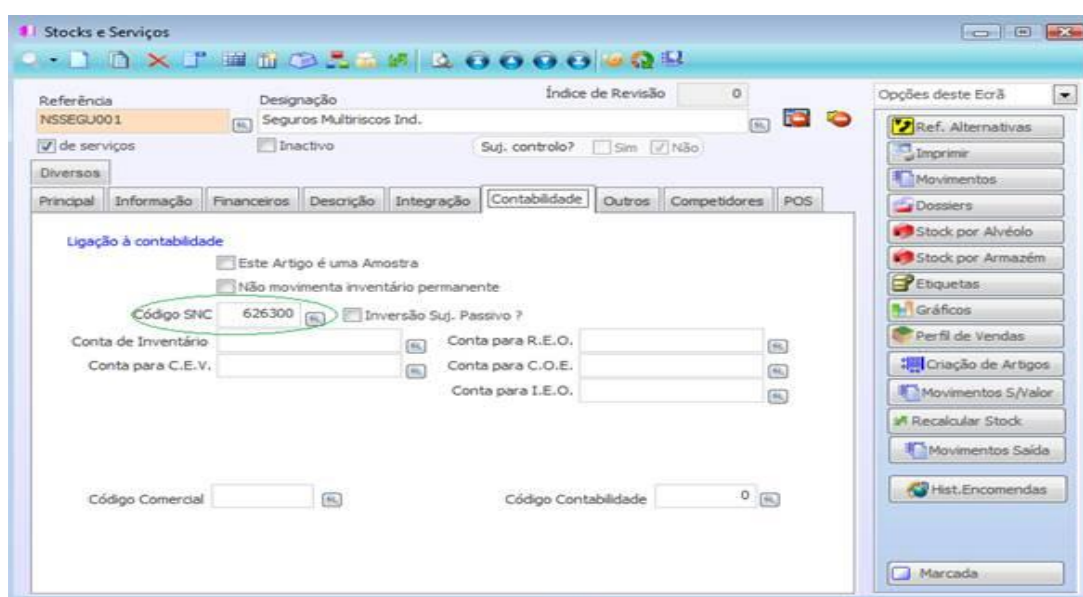 Stocks e Serviços
Referência Designação Índice de Revisão 0
NSSEGU001 Seguros Multiriscos Ind.
de serviços Inactivo Suj. controlo? Sim Não
Diversos
Principal Informação Financeiros Descrição Integração Contabilidade Outros Competidores POS
Ligação à contabilidade
Este Artigo é uma Amostra
Não movimenta inventário permanente
Código SNC 626300 Inversão Suj. Passivo ?
Conta de Inventário Conta para R.E.O.
Conta para C.E.V. Conta para C.O.E.
Conta para I.E.O.
Código Comercial Código Contabilidade 0
Opções deste Ecrã
Ref. Alternativas
Imprimir
Movimentos
Dossiers
Stock por Alvéolo
Stock por Armazém
Etiquetas
Gráficos
Perfil de Vendas
Criação de Artigos
Movimentos S/Valor
Recalcular Stock
Movimentos Saída
Hist.Encomendas
Marcada